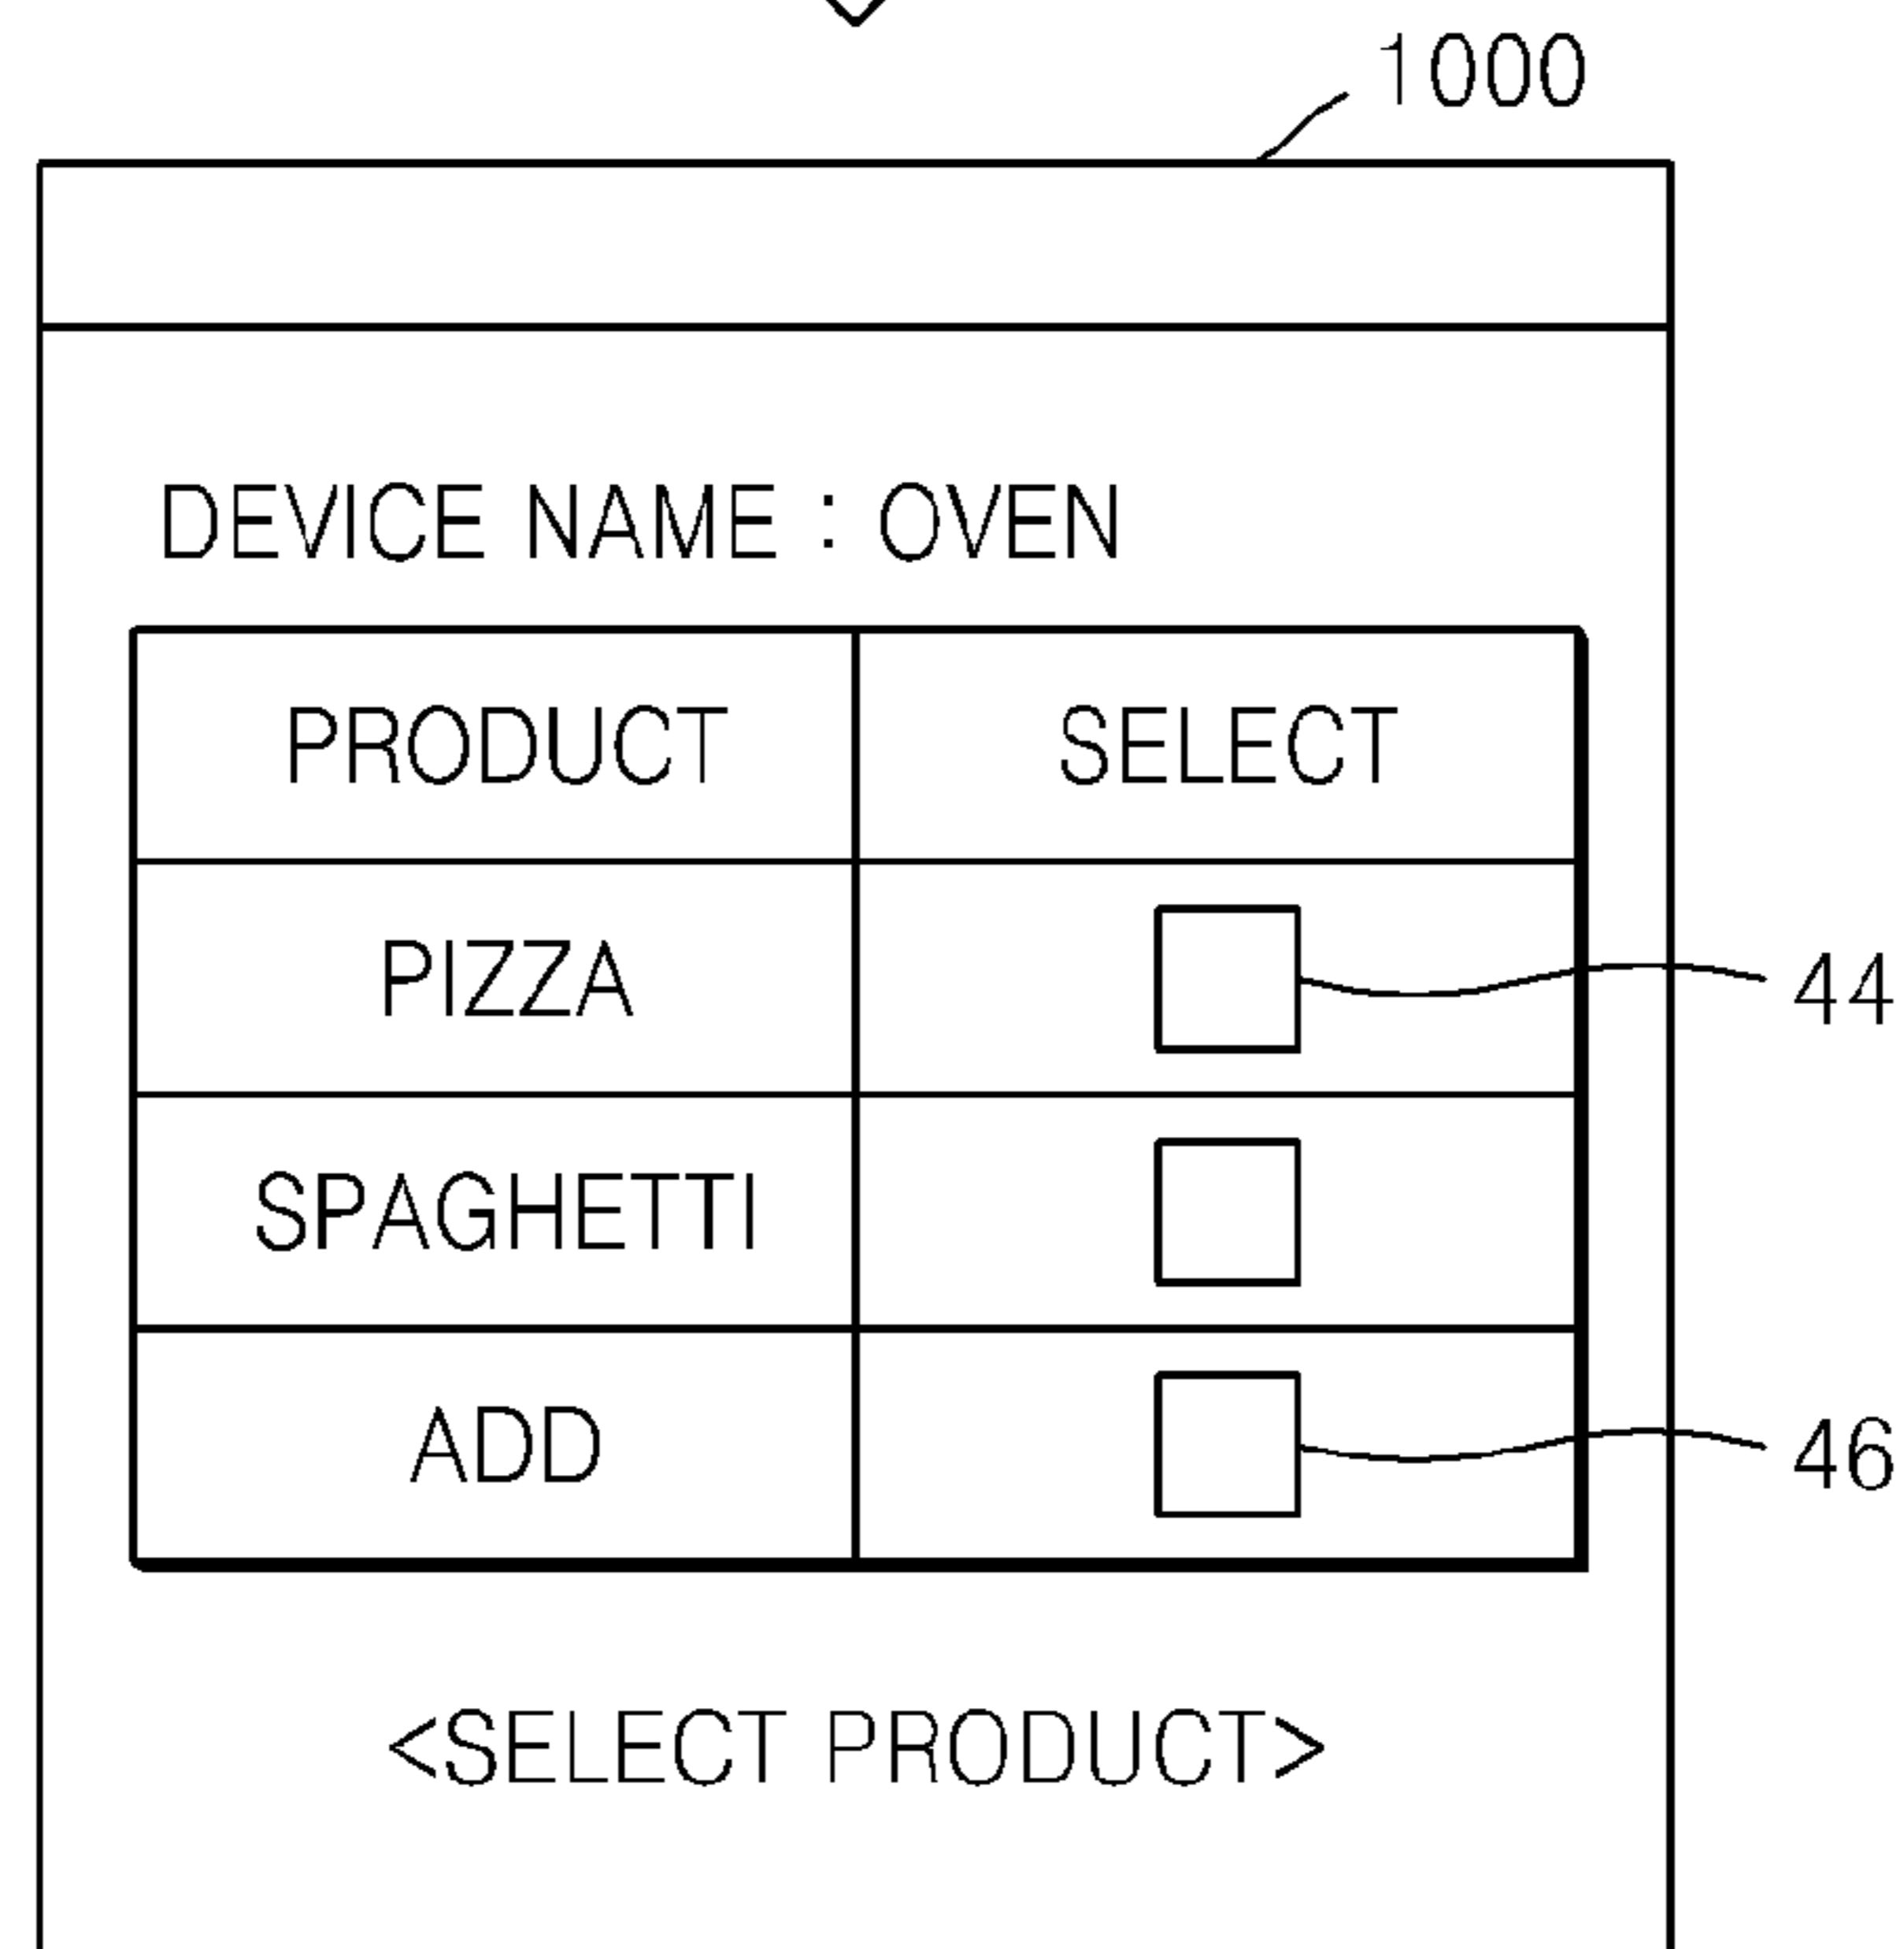 1000
DEVICE NAME : OVEN
PRODUCT SELECT
PIZZA
44
SPAGHETTI
ADD
46
<SELECT PRODUCT>